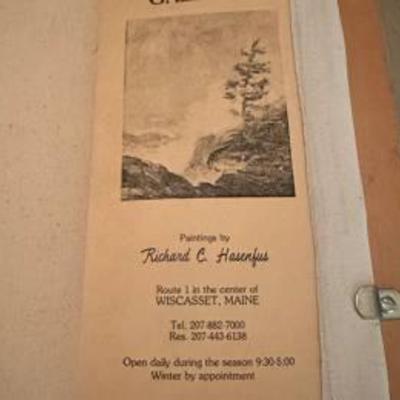 Paintings by
Richard C. Hasenfus
Route 1 in the center of
WISCASSET, MAINE
Tel. 207-882-7000
Res. 207-443-6138
Open daily during the season 9:30-5:00
Winter by appointment